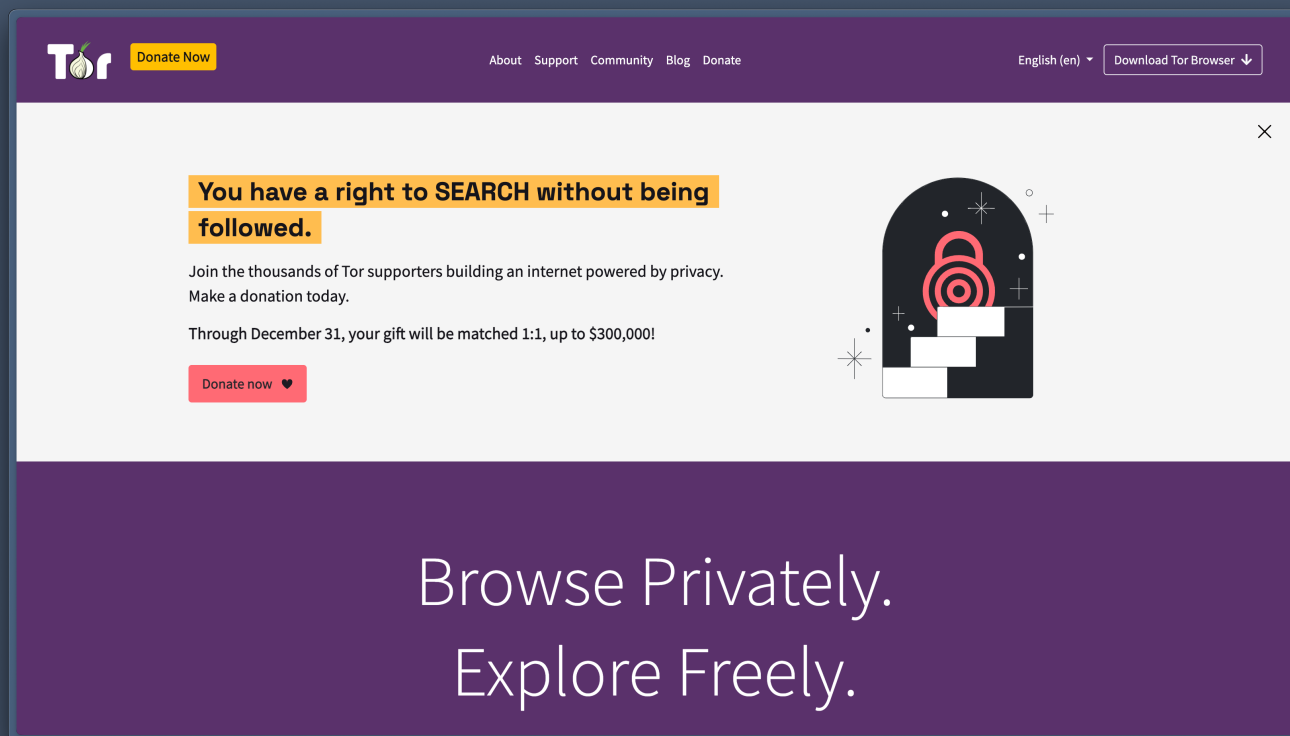 Tor
Donate Now
About Support Community Blog Donate
English (en)
Download Tor Browser
You have a right to SEARCH without being
followed.
Join the thousands of Tor supporters building an internet powered by privacy.
Make a donation today.
Through December 31, your gift will be matched 1:1, up to $300,000!
Donate now
Browse Privately.
Explore Freely.